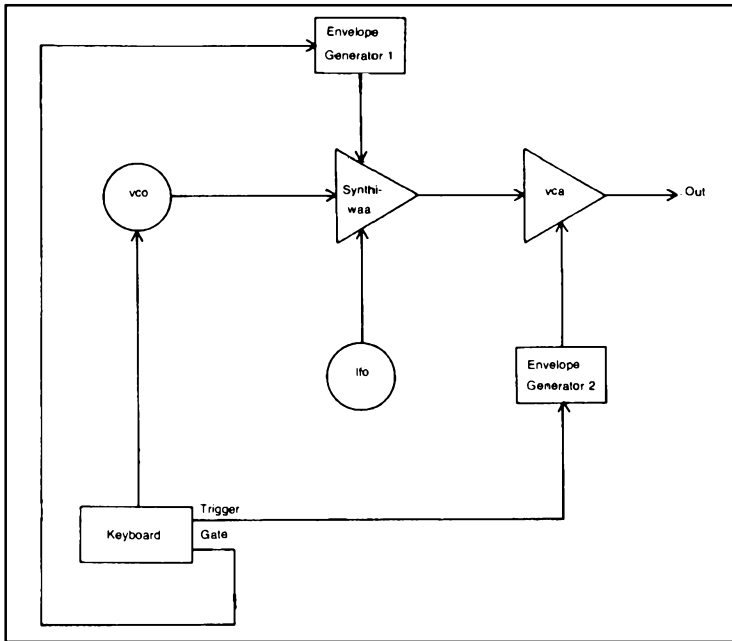 Envelope
Generator 1
vco
Synthi-
waa
vca
Out
lfo
Envelope
Generator 2
Trigger
Keyboard
Gate